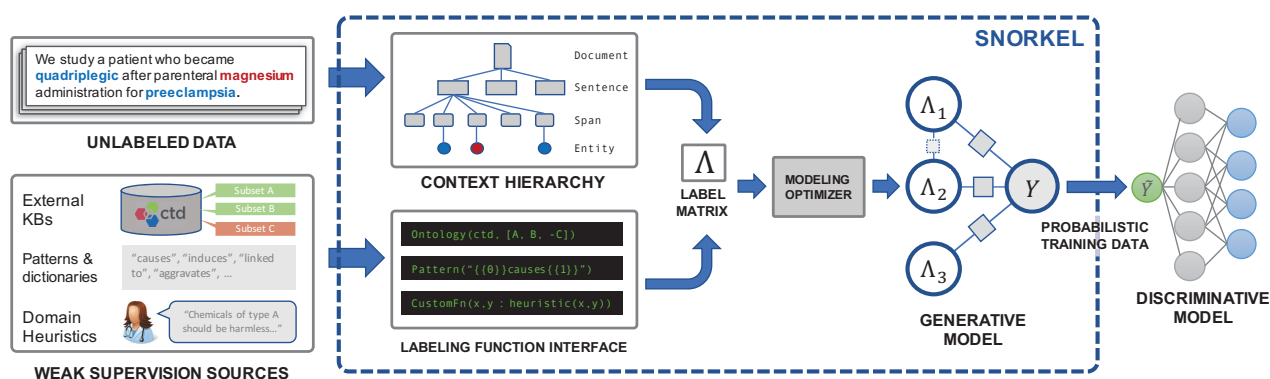 We study a patient who became
quadriplegic after parenteral magnesium
administration for preeclampsia.
UNLABELED DATA
External
KBs
ctd
Subset A
Subset B
Subset C
Patterns &
dictionaries
“causes”, “induces”, “linked
to”, “aggravates”, …
Domain
Heuristics
“Chemicals of type A
should be harmless…”
WEAK SUPERVISION SOURCES
SNORKEL
Document
Sentence
Span
Entity
CONTEXT HIERARCHY
Ontology(ctd, [A, B, -C])
Pattern(“{{0}}causes{{1}}”)
CustomFn(x,y : heuristic(x,y))
LABELING FUNCTION INTERFACE
Λ
LABEL
MATRIX
MODELING
OPTIMIZER
Λ₁
Λ₂
Λ₃
Y
GENERATIVE
MODEL
PROBABILISTIC
TRAINING DATA
Ỹ
DISCRIMINATIVE
MODEL